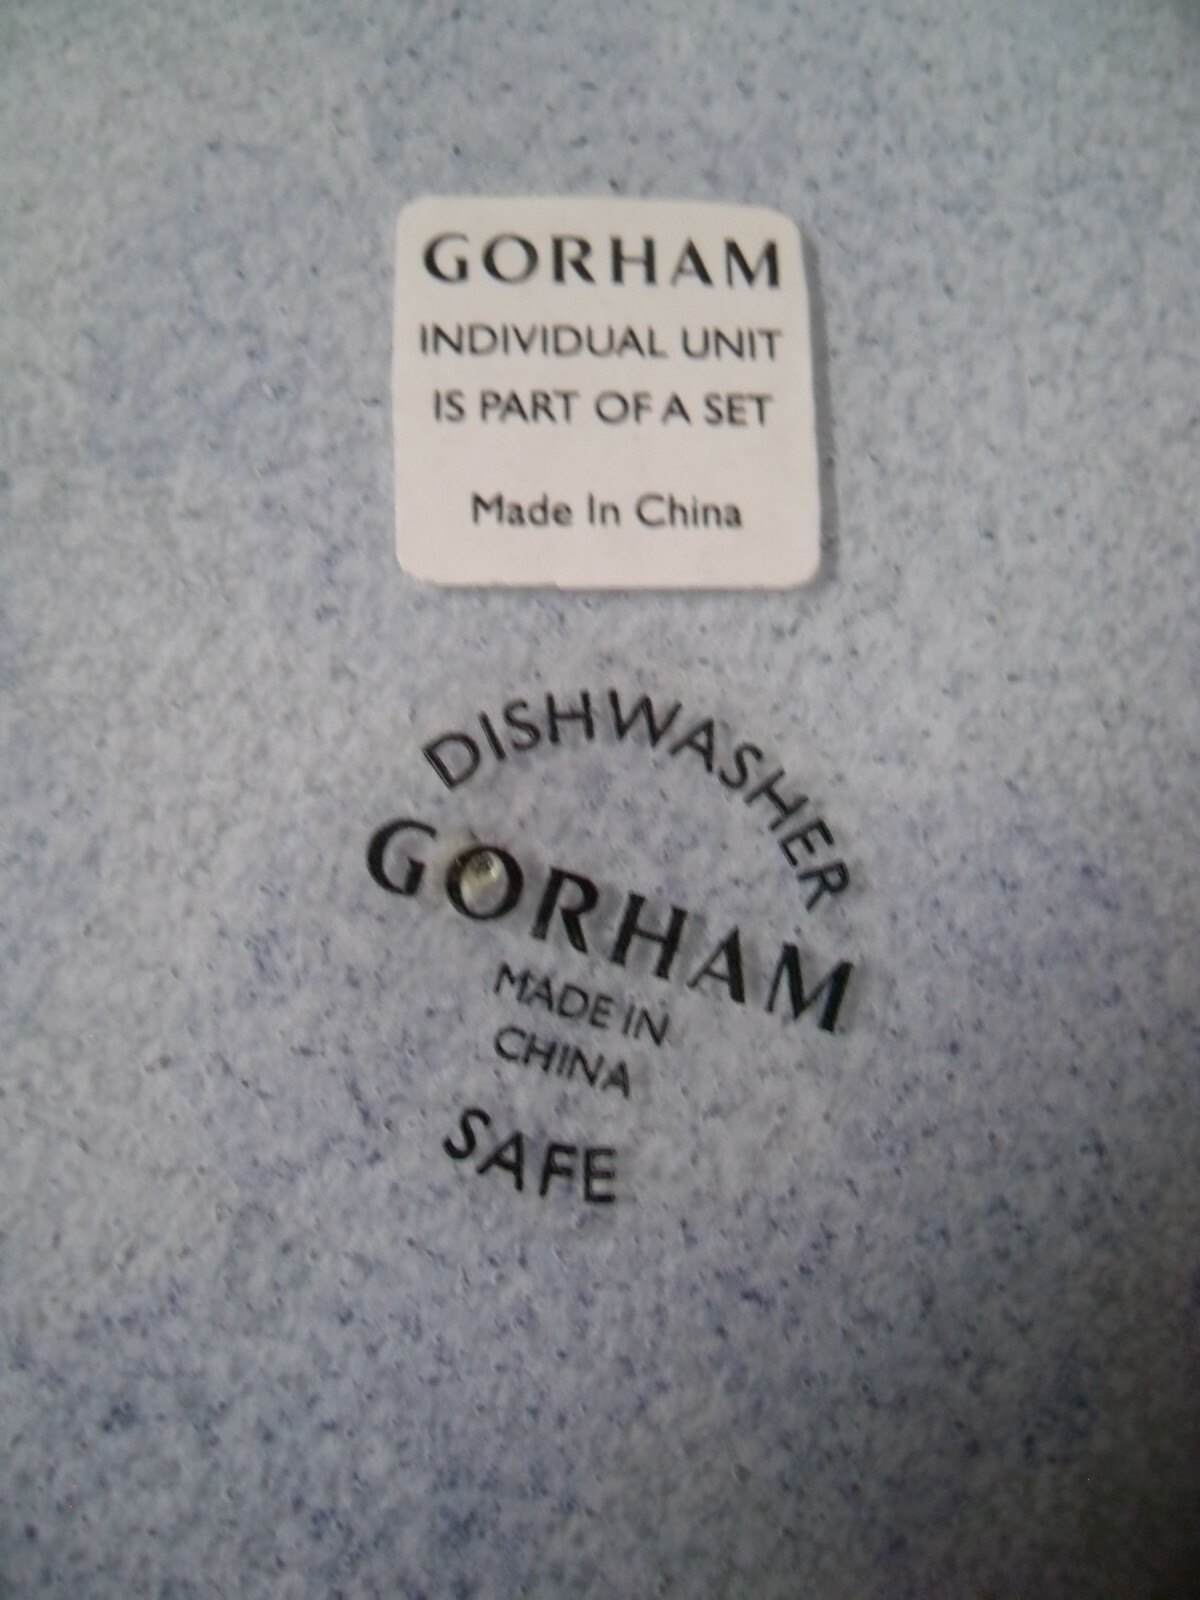 GORHAM
INDIVIDUAL UNIT
IS PART OF A SET
Made In China
DISHWASHER
GORHAM
MADE IN
CHINA
SAFE